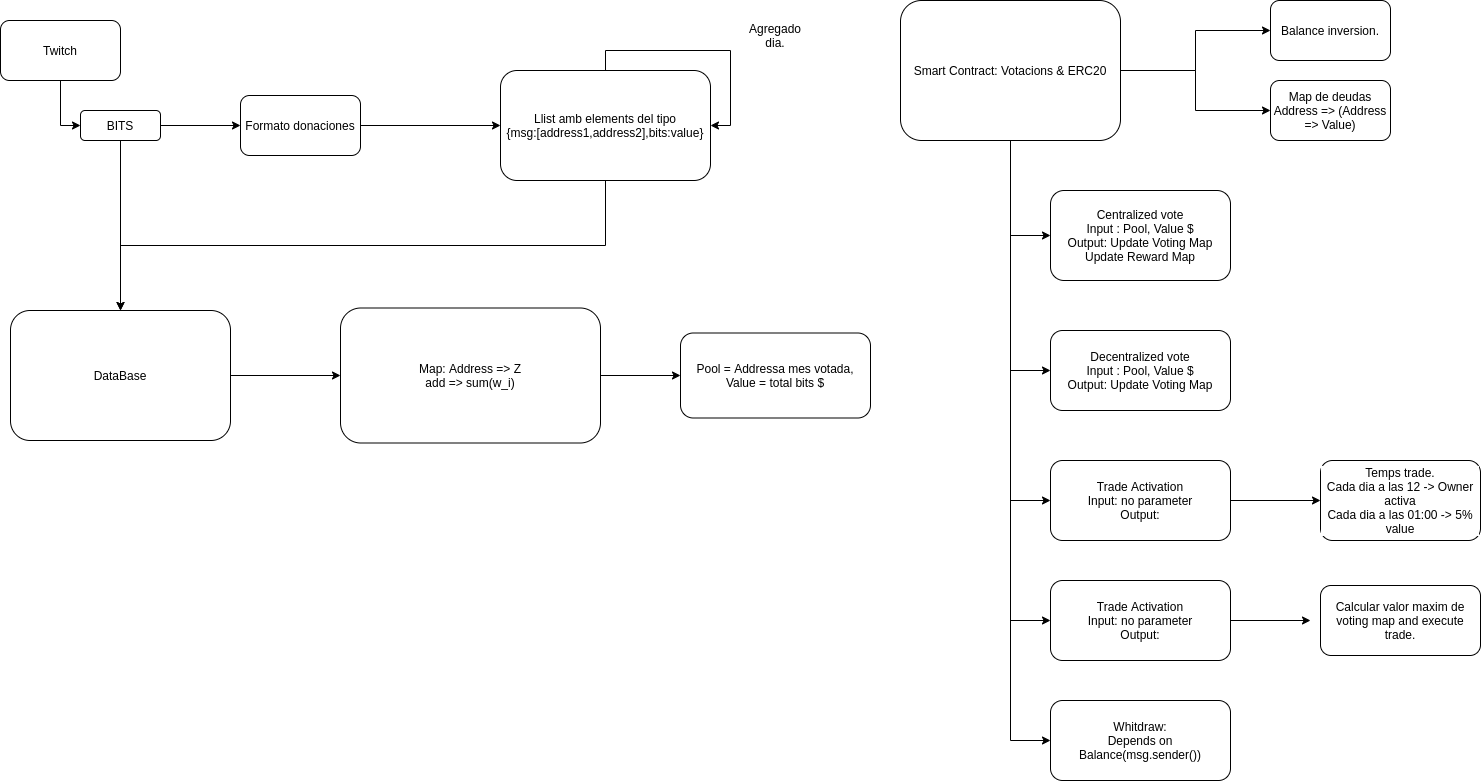 Twitch
BITS
Formato donaciones
Llist amb elements del tipo
{msg:[address1,address2],bits:value}
Agregado
dia.
DataBase
Map: Address => Z
add => sum(w_i)
Pool = Addressa mes votada,
Value = total bits $
Smart Contract: Votacions & ERC20
Balance inversion.
Map de deudas
Address => (Address
=> Value)
Centralized vote
Input : Pool, Value $
Output: Update Voting Map
Update Reward Map
Decentralized vote
Input : Pool, Value $
Output: Update Voting Map
Trade Activation
Input: no parameter
Output:
Temps trade.
Cada dia a las 12 -> Owner
activa
Cada dia a las 01:00 -> 5%
value
Trade Activation
Input: no parameter
Output:
Calcular valor maxim de
voting map and execute
trade.
Whitdraw:
Depends on
Balance(msg.sender())